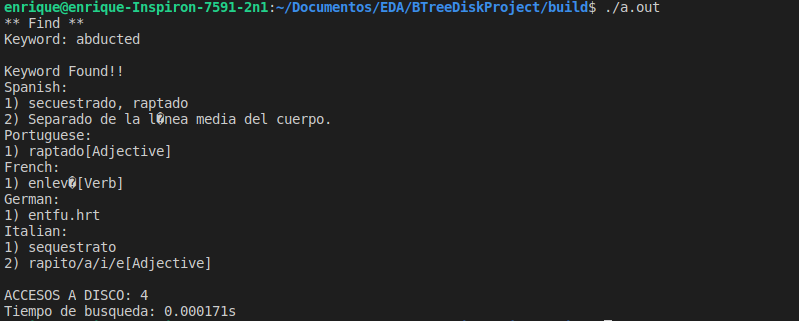 enrique@enrique-Inspiron-7591-2n1:~/Documentos/EDA/BTreeDiskProject/build$ ./a.out
** Find **
Keyword: abducted

Keyword Found!!
Spanish:
1) secuestrado, raptado
2) Separado de la l�nea media del cuerpo.
Portuguese:
1) raptado[Adjective]
French:
1) enlev�[Verb]
German:
1) entfu.hrt
Italian:
1) sequestrato
2) rapito/a/i/e[Adjective]

ACCESOS A DISCO: 4
Tiempo de busqueda: 0.000171s